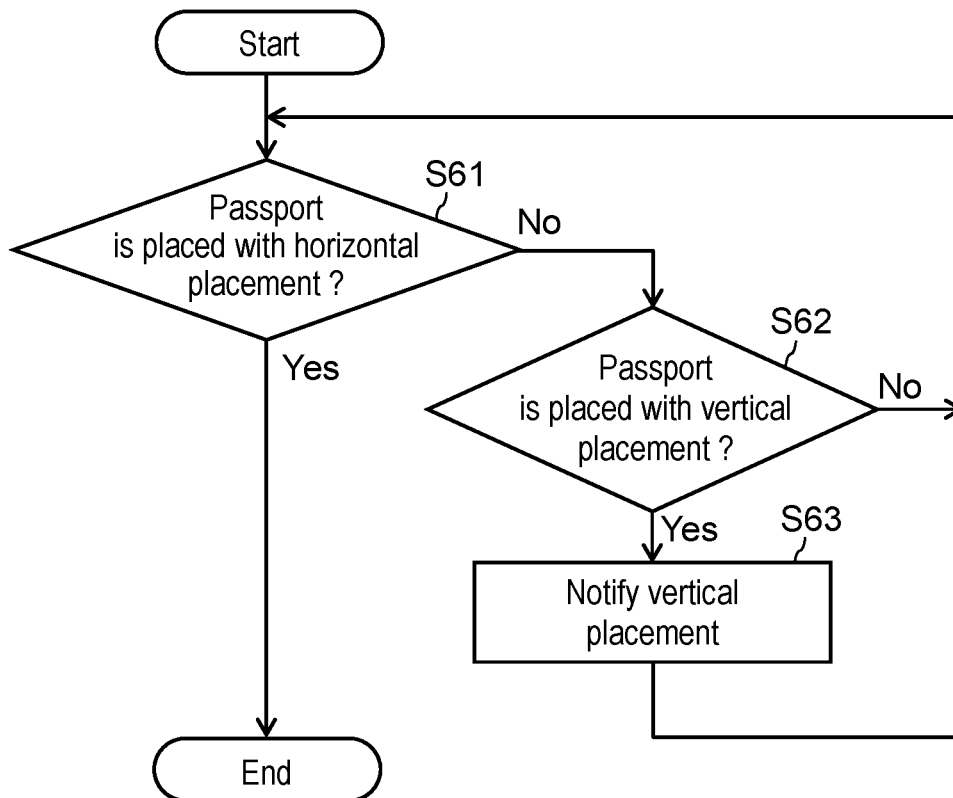 Start
S61
Passport
is placed with horizontal
placement ?
No
Yes
S62
Passport
is placed with vertical
placement ?
No
Yes
S63
Notify vertical
placement
End